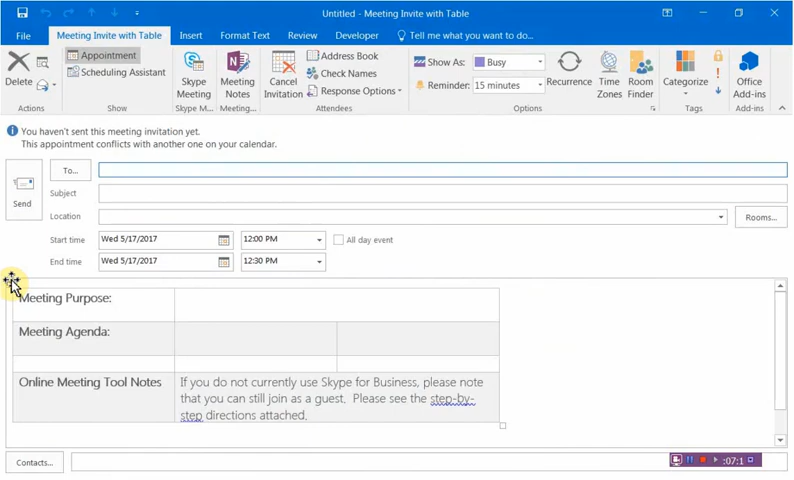 Untitled - Meeting Invite with Table
File Meeting Invite with Table Insert Format Text Review Developer Tell me what you want to do...
Delete
Actions
Appointment
Scheduling Assistant
Show
Skype
Meeting
Skype M...
Meeting
Notes
Meeting...
Cancel
Invitation
Address Book
Check Names
Response Options
Attendees
Show As: Busy
Reminder: 15 minutes
Recurrence
Time
Zones
Room
Finder
Options
Categorize
Tags
Office
Add-ins
Add-ins
You haven't sent this meeting invitation yet.
This appointment conflicts with another one on your calendar.
Send
To...
Subject
Location
Rooms...
Start time Wed 5/17/2017 12:00 PM All day event
End time Wed 5/17/2017 12:30 PM
Meeting Purpose:
Meeting Agenda:
Online Meeting Tool Notes
If you do not currently use Skype for Business, please note
that you can still join as a guest. Please see the step-by-
step directions attached.
Contacts...
:07:1